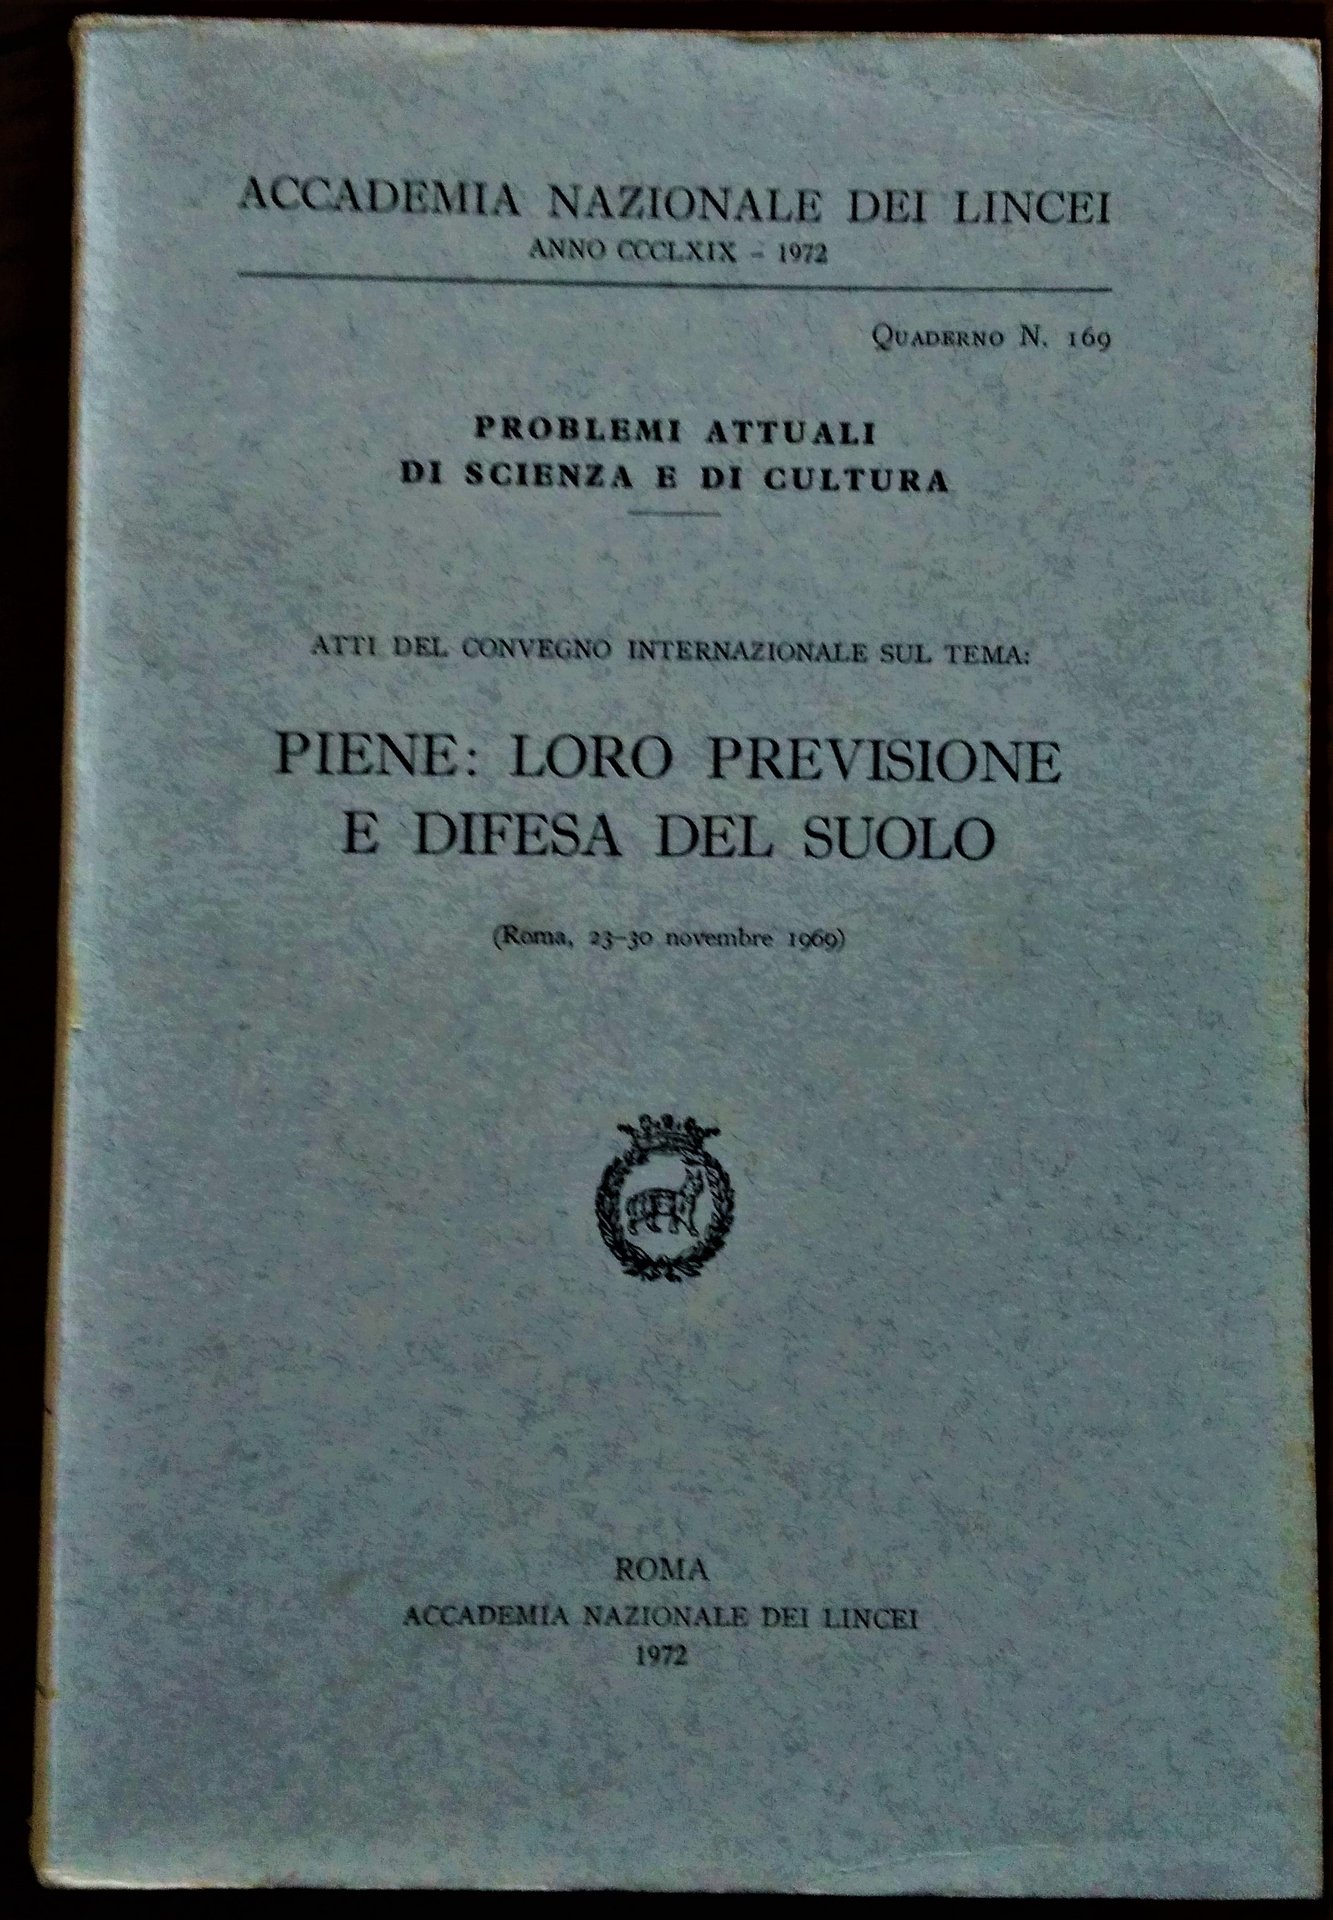 ACCADEMIA NAZIONALE DEI LINCEI
ANNO CCCLXIX – 1972
QUADERNO N. 169
PROBLEMI ATTUALI
DI SCIENZA E DI CULTURA
ATTI DEL CONVEGNO INTERNAZIONALE SUL TEMA:
PIENE: LORO PREVISIONE
E DIFESA DEL SUOLO
(Roma, 23–30 novembre 1969)
ROMA
ACCADEMIA NAZIONALE DEI LINCEI
1972